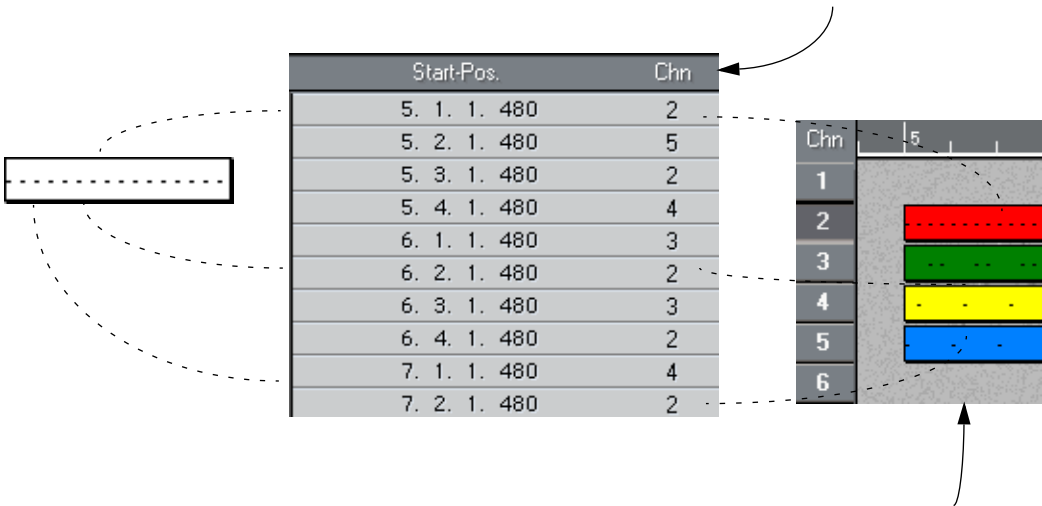 Start-Pos. Chn
5. 1. 1. 480 2
5. 2. 1. 480 5
5. 3. 1. 480 2
5. 4. 1. 480 4
6. 1. 1. 480 3
6. 2. 1. 480 2
6. 3. 1. 480 3
6. 4. 1. 480 2
7. 1. 1. 480 4
7. 2. 1. 480 2
Chn 5
1
2
3
4
5
6